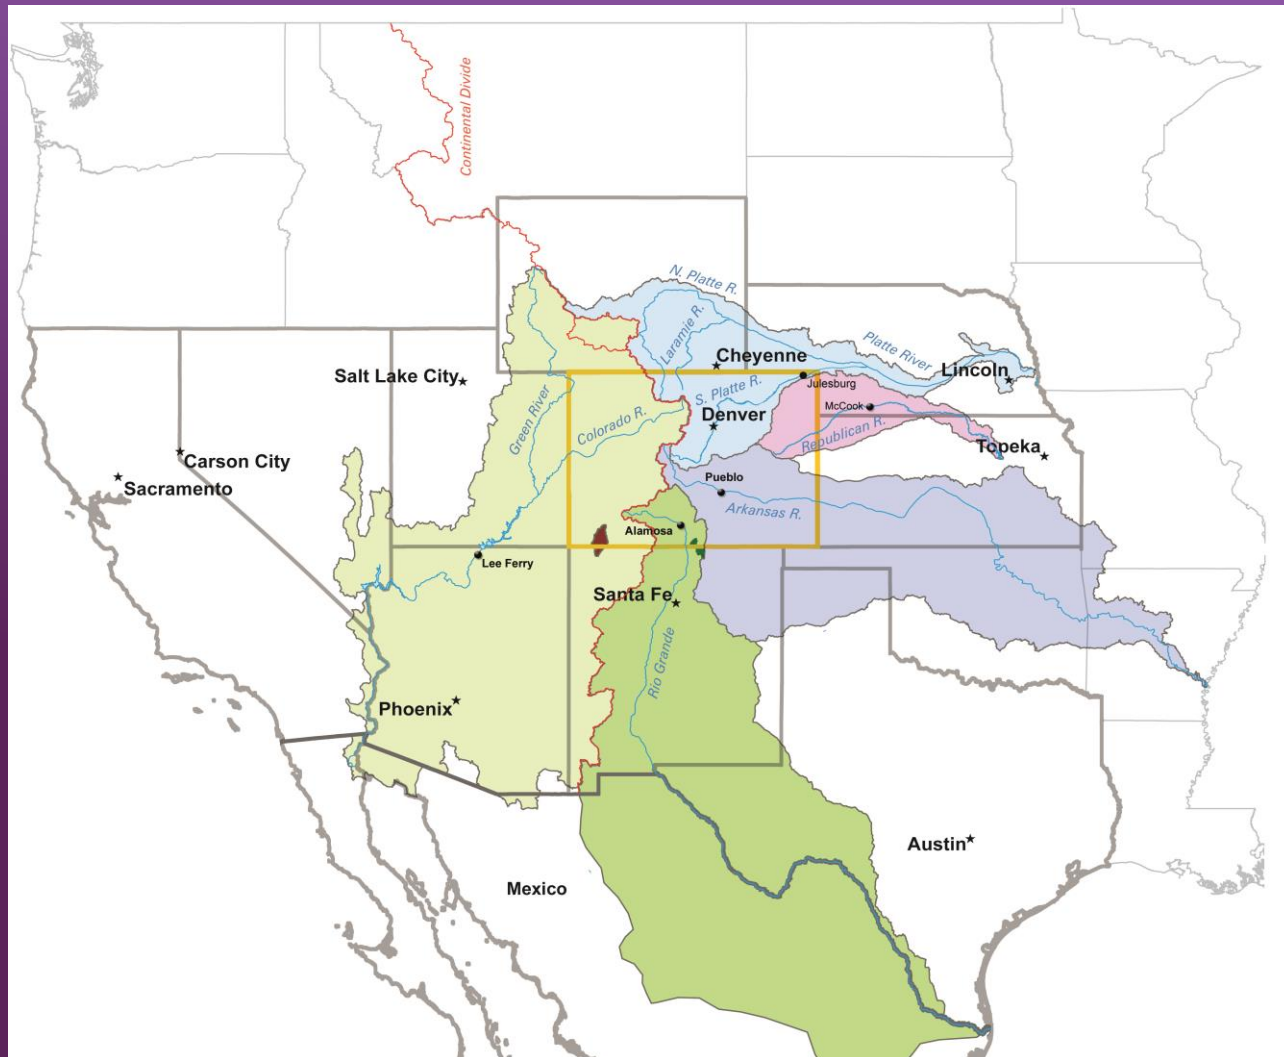 Continental Divide
N. Platte R.
Laramie R.
Platte River
Cheyenne
Lincoln
Salt Lake City
Julesburg
S. Platte R.
McCook
Denver
Green River
Colorado R.
Republican R.
Topeka
Carson City
Sacramento
Pueblo
Arkansas R.
Alamosa
Lee Ferry
Santa Fe
Rio Grande
Phoenix
Austin
Mexico